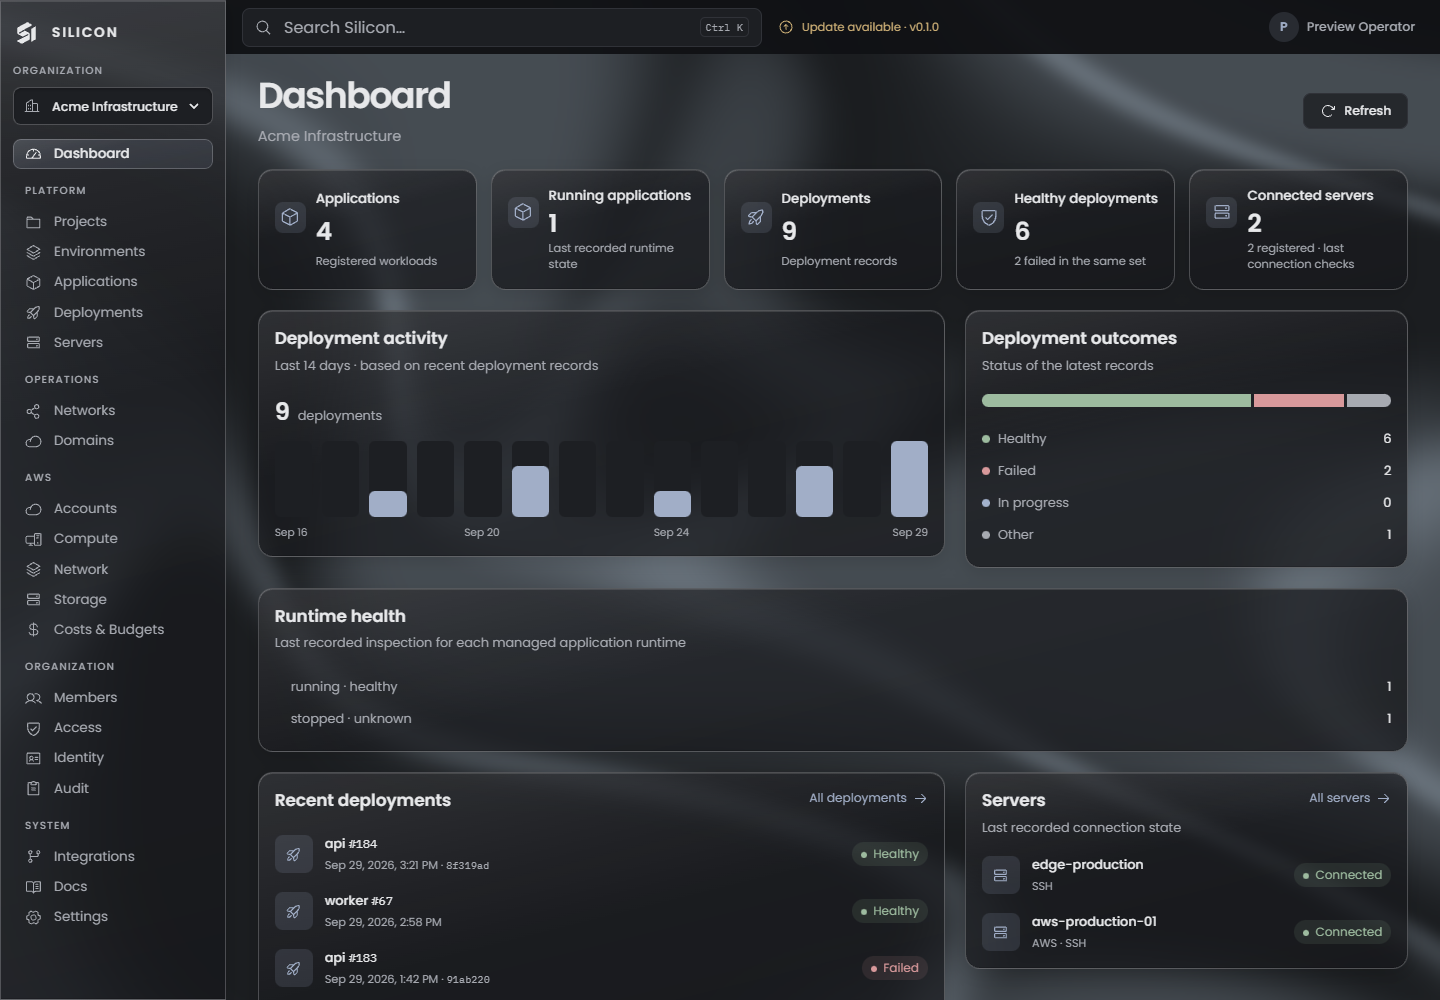 SILICON
Search Silicon...
Ctrl K
Update available · v0.1.0
P
Preview Operator
ORGANIZATION
Acme Infrastructure
Dashboard
PLATFORM
Projects
Environments
Applications
Deployments
Servers
OPERATIONS
Networks
Domains
AWS
Accounts
Compute
Network
Storage
Costs & Budgets
ORGANIZATION
Members
Access
Identity
Audit
SYSTEM
Integrations
Docs
Settings
Dashboard
Acme Infrastructure
Refresh
Applications
4
Registered workloads
Running applications
1
Last recorded runtime
state
Deployments
9
Deployment records
Healthy deployments
6
2 failed in the same set
Connected servers
2
2 registered · last
connection checks
Deployment activity
Last 14 days · based on recent deployment records
9 deployments
Sep 16
Sep 20
Sep 24
Sep 29
Deployment outcomes
Status of the latest records
Healthy 6
Failed 2
In progress 0
Other 1
Runtime health
Last recorded inspection for each managed application runtime
running · healthy 1
stopped · unknown 1
Recent deployments
All deployments →
api #184
Sep 29, 2026, 3:21 PM · 8f319ad
Healthy
worker #67
Sep 29, 2026, 2:58 PM
Healthy
api #183
Sep 29, 2026, 1:42 PM · 91ab220
Failed
Servers
All servers →
Last recorded connection state
edge-production
SSH
Connected
aws-production-01
AWS · SSH
Connected